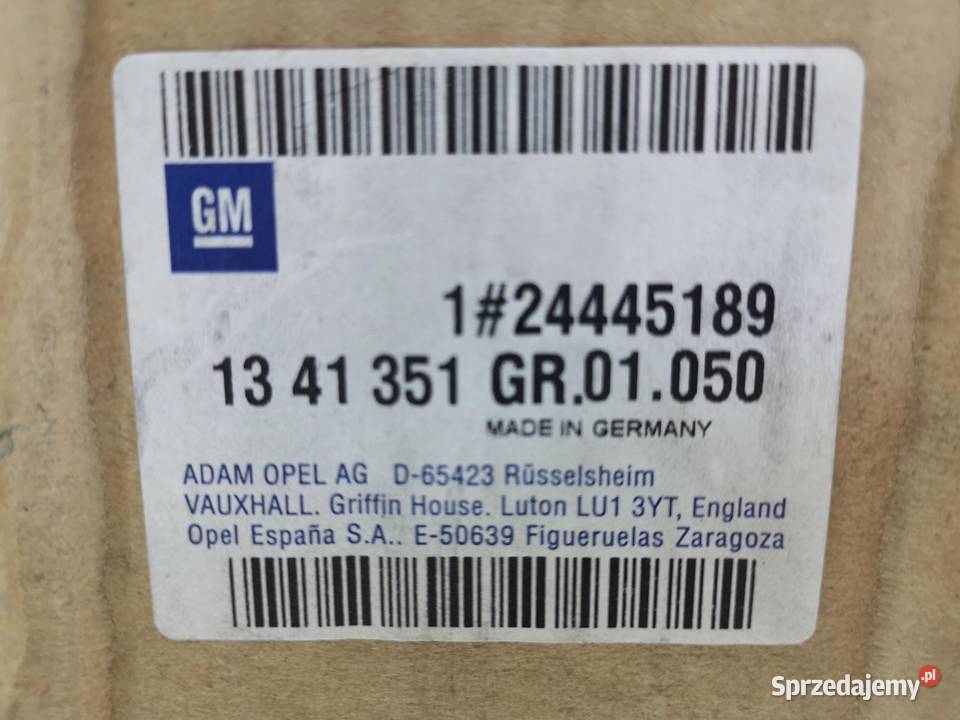 GM
1#24445189
13 41 351 GR.01.050
MADE IN GERMANY
ADAM OPEL AG D-65423 Rüsselsheim
VAUXHALL. Griffin House. Luton LU1 3YT, England
Opel España S.A.. E-50639 Figueruelas Zaragoza
Sprzedajemy.pl